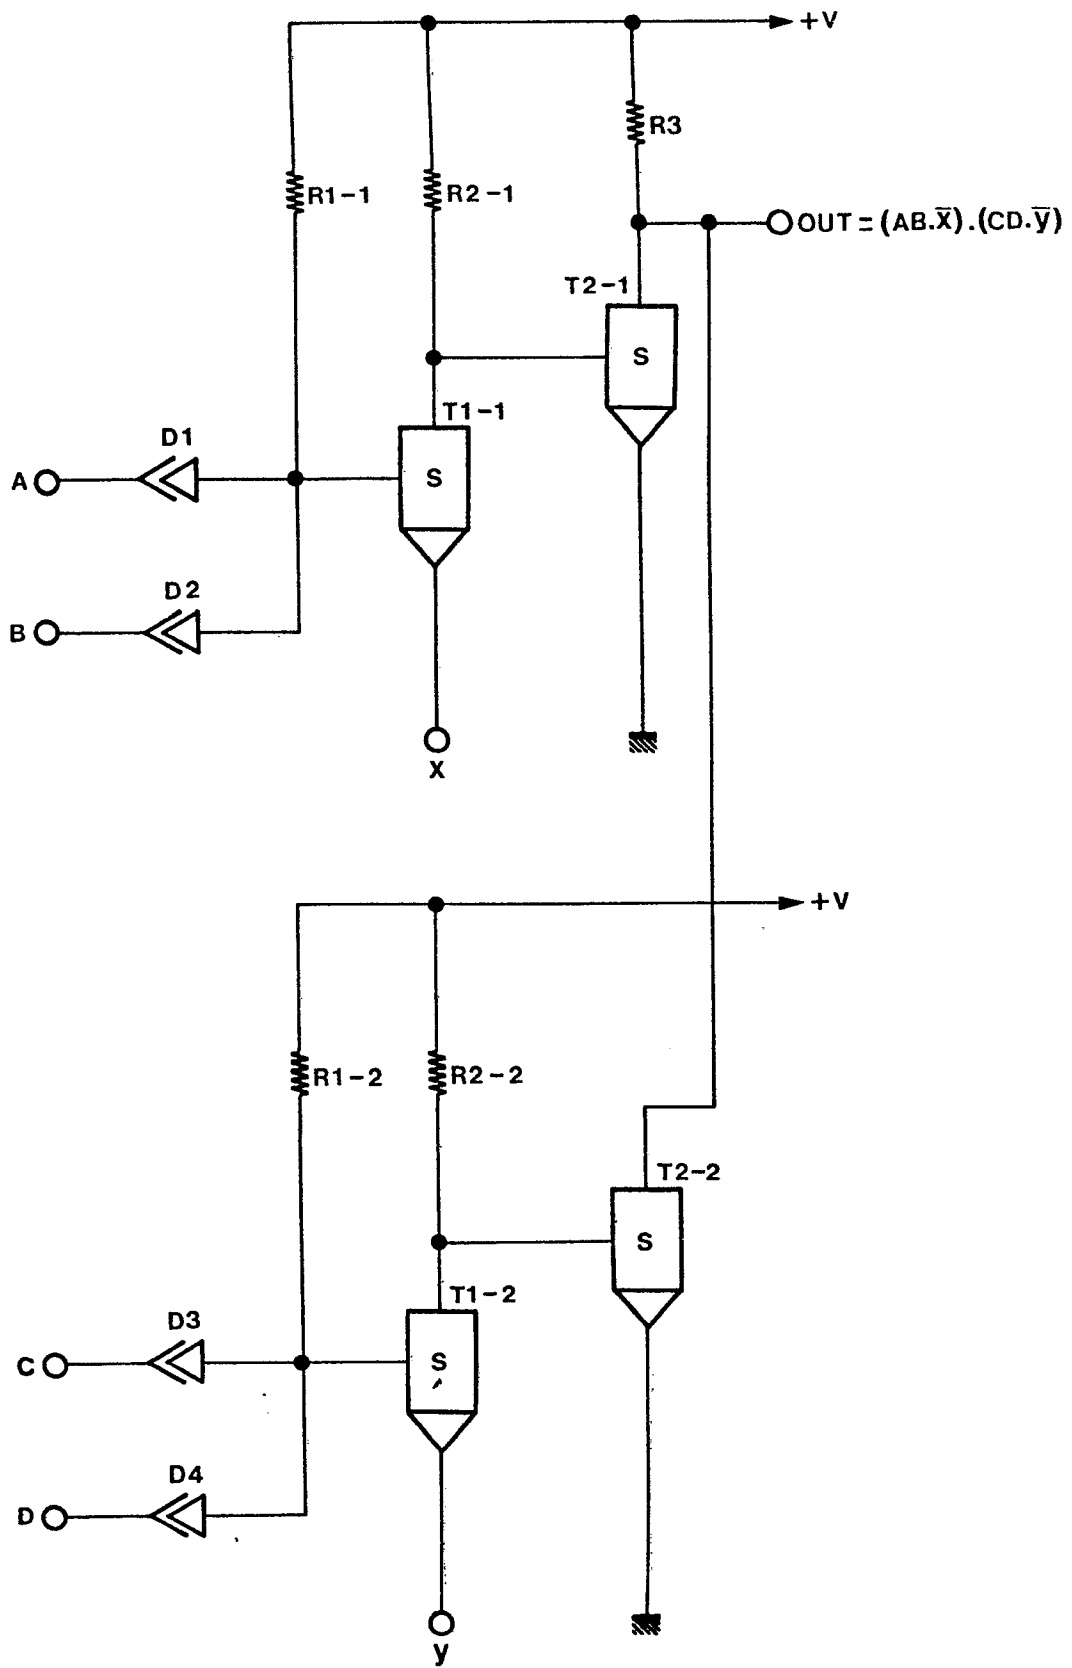 +V
R3
R1-1
R2-1
OUT = (AB.x̅).(CD.y̅)
T2-1
S
T1-1
D1
A
S
D2
B
x
+V
R1-2
R2-2
T2-2
S
T1-2
D3
C
S
D4
D
y